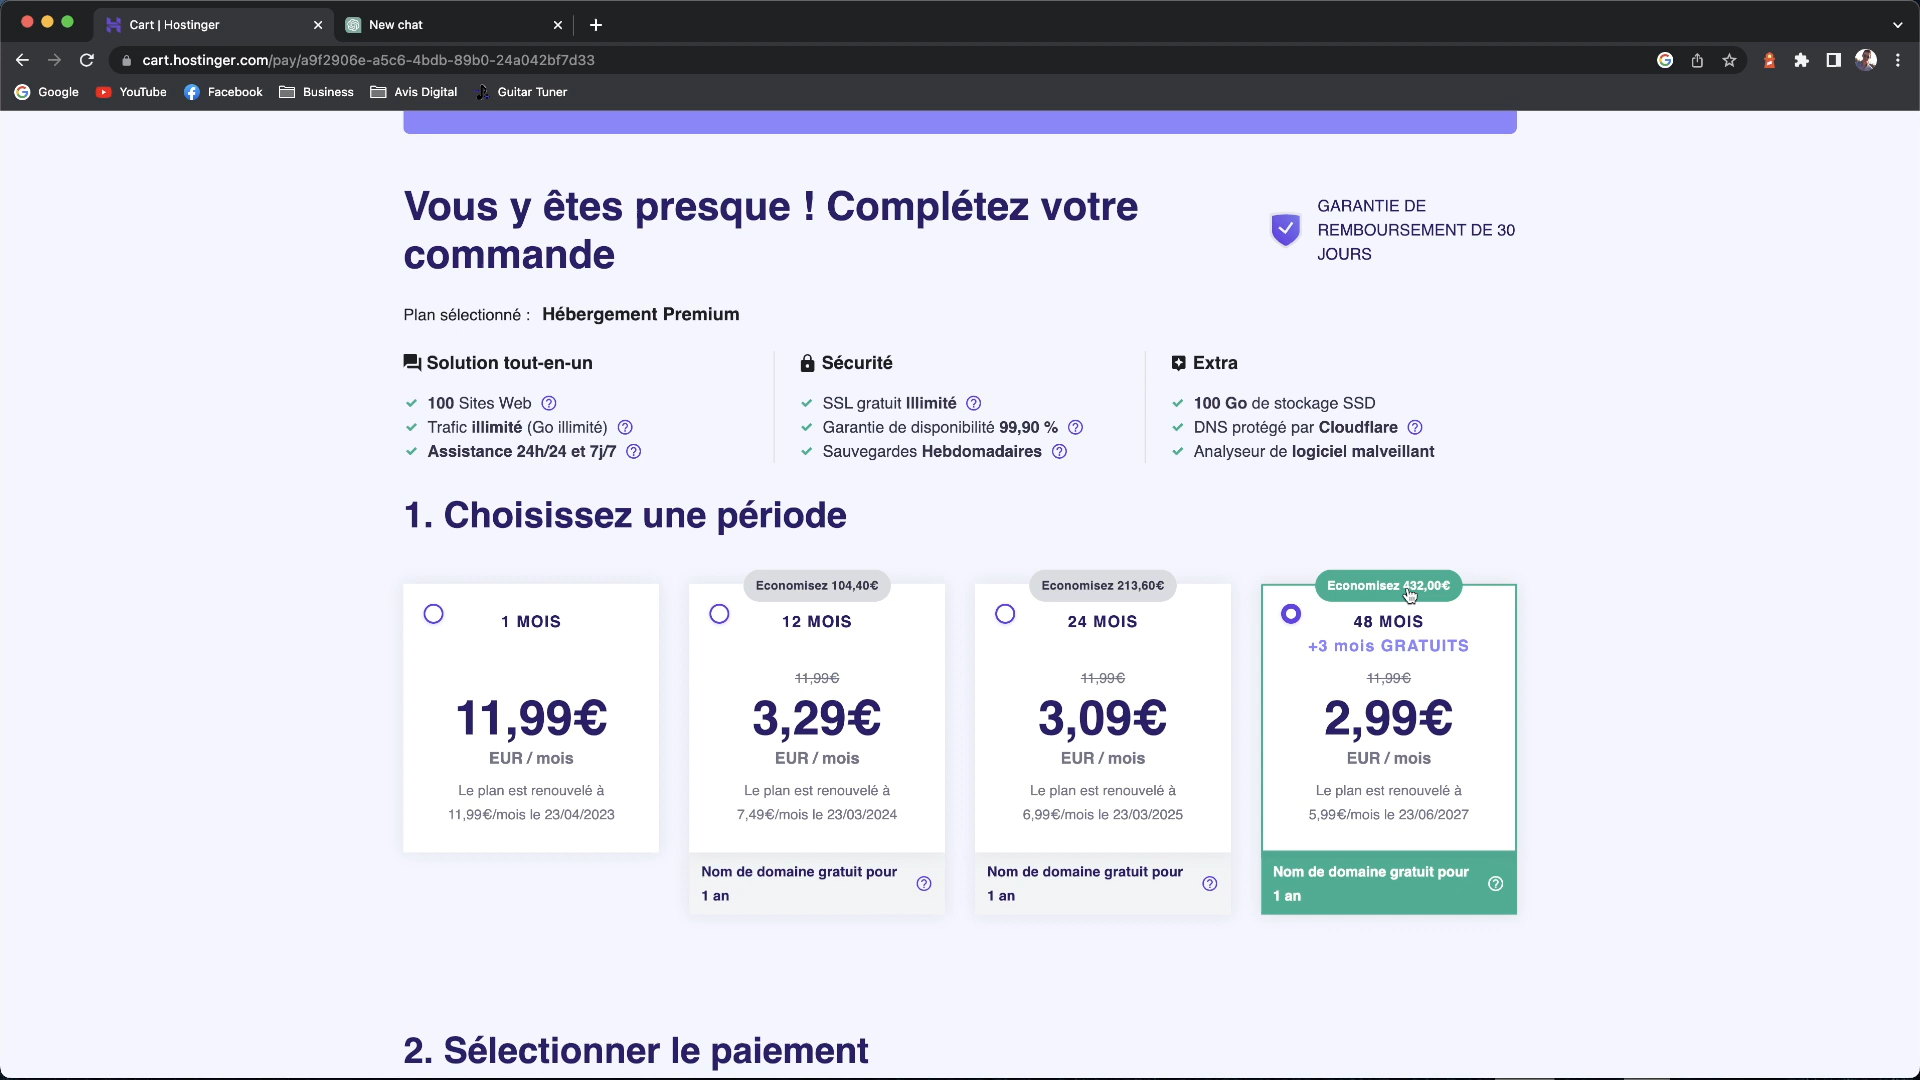 Cart | Hostinger
New chat
cart.hostinger.com/pay/a9f2906e-a5c6-4bdb-89b0-24a042bf7d33
Google
YouTube
Facebook
Business
Avis Digital
Guitar Tuner
Vous y êtes presque ! Complétez votre
commande
GARANTIE DE
REMBOURSEMENT DE 30
JOURS
Plan sélectionné : Hébergement Premium
Solution tout-en-un
100 Sites Web
Trafic illimité (Go illimité)
Assistance 24h/24 et 7j/7
Sécurité
SSL gratuit Illimité
Garantie de disponibilité 99,90 %
Sauvegardes Hebdomadaires
Extra
100 Go de stockage SSD
DNS protégé par Cloudflare
Analyseur de logiciel malveillant
1. Choisissez une période
1 MOIS
11,99€
EUR / mois
Le plan est renouvelé à
11,99€/mois le 23/04/2023
Economisez 104,40€
12 MOIS
11,99€
3,29€
EUR / mois
Le plan est renouvelé à
7,49€/mois le 23/03/2024
Nom de domaine gratuit pour
1 an
Economisez 213,60€
24 MOIS
11,99€
3,09€
EUR / mois
Le plan est renouvelé à
6,99€/mois le 23/03/2025
Nom de domaine gratuit pour
1 an
Economisez 432,00€
48 MOIS
+3 mois GRATUITS
11,99€
2,99€
EUR / mois
Le plan est renouvelé à
5,99€/mois le 23/06/2027
Nom de domaine gratuit pour
1 an
2. Sélectionner le paiement